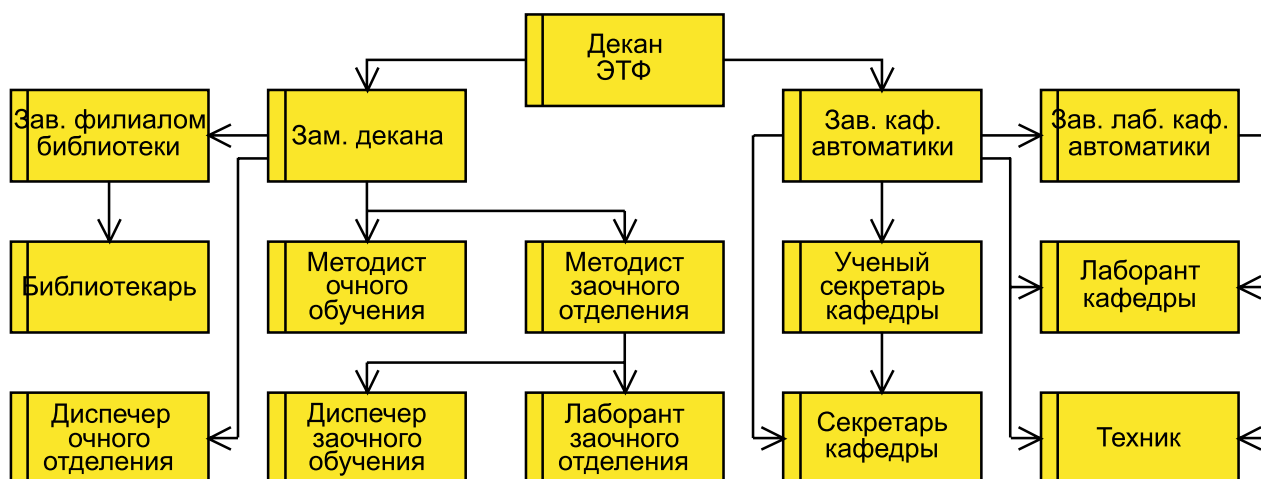 Декан
ЭТФ
Зав. филиалом
библиотеки
Зам. декана
Зав. каф.
автоматики
Зав. лаб. каф.
автоматики
Библиотекарь
Методист
очного
обучения
Методист
заочного
отделения
Ученый
секретарь
кафедры
Лаборант
кафедры
Диспечер
очного
отделения
Диспечер
заочного
обучения
Лаборант
заочного
отделения
Секретарь
кафедры
Техник